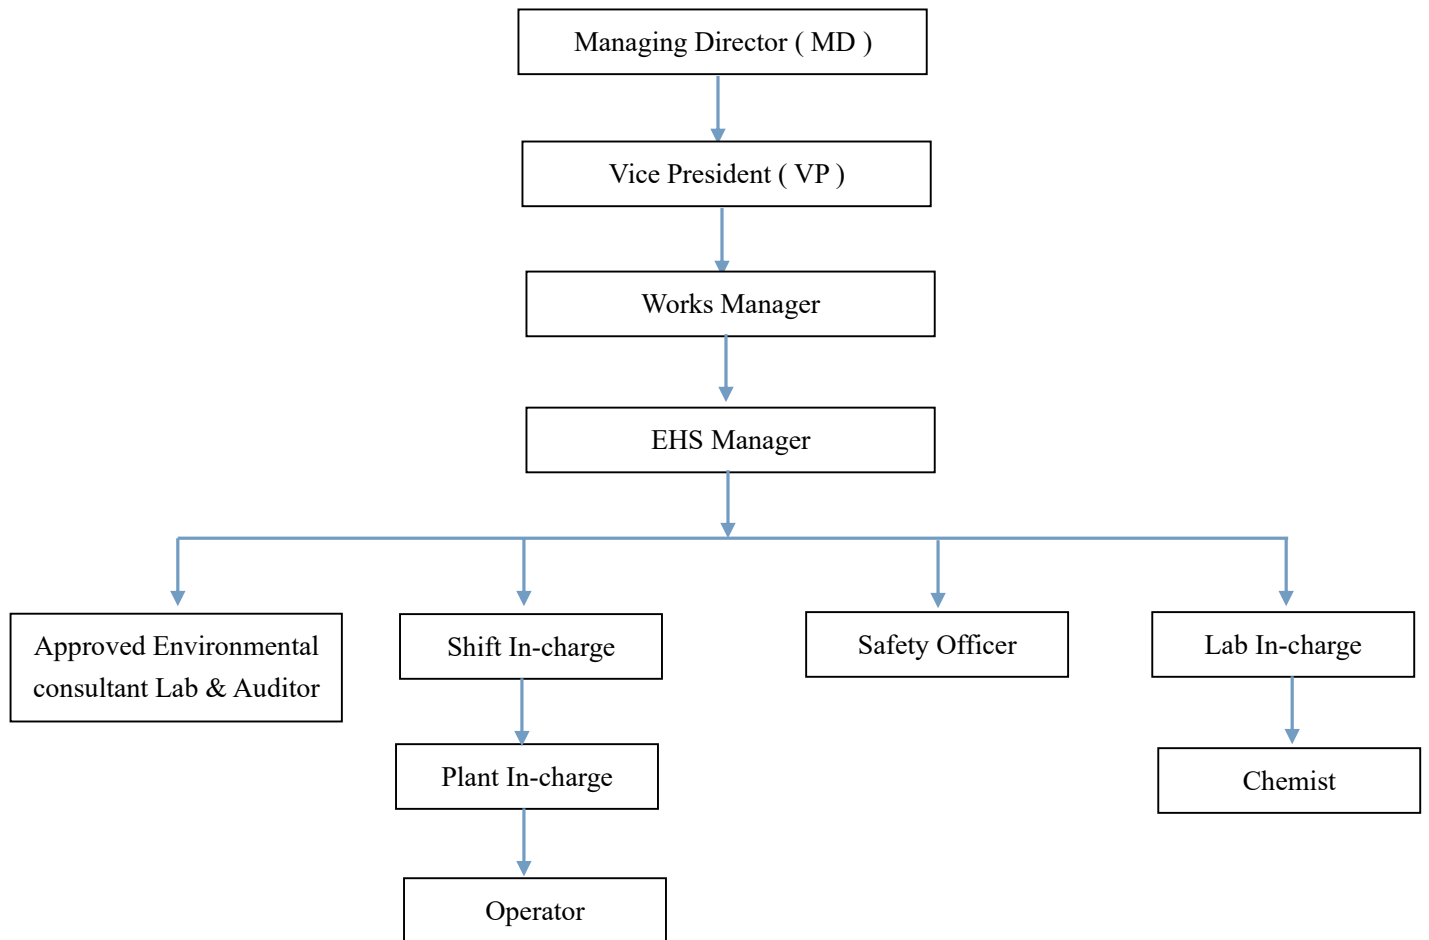 Managing Director ( MD )
Vice President ( VP )
Works Manager
EHS Manager
Approved Environmental
consultant Lab & Auditor
Shift In-charge
Safety Officer
Lab In-charge
Plant In-charge
Chemist
Operator